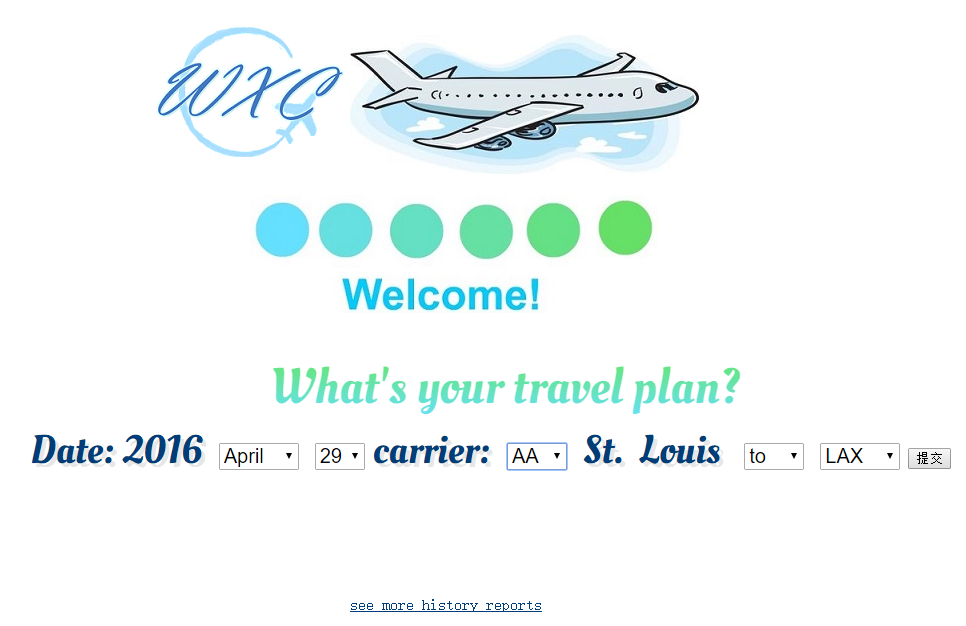 WXC
Welcome!
What's your travel plan?
Date: 2016 April 29 carrier: AA St. Louis to LAX 提交
see more history reports